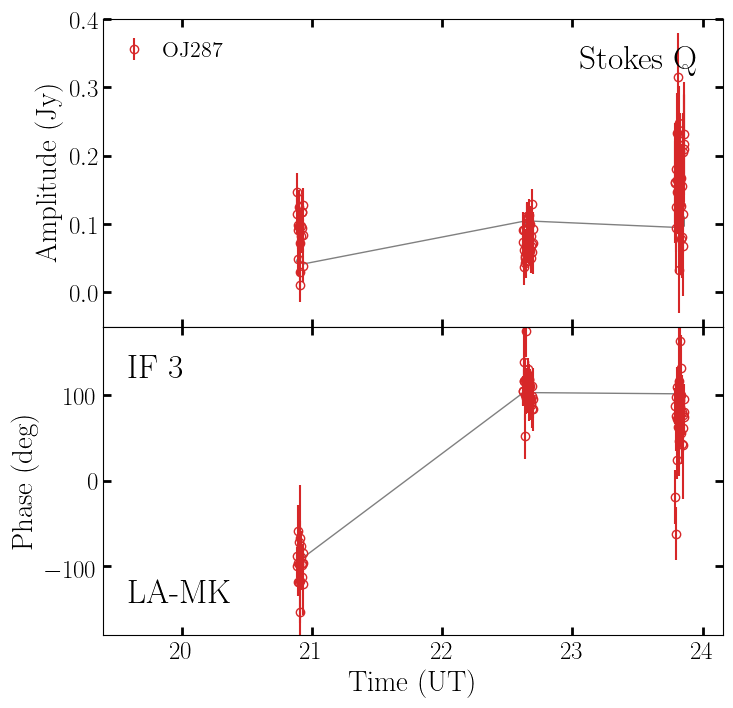 0.4
OJ287
Stokes Q
0.3
0.2
0.1
0.0
Amplitude (Jy)
IF 3
100
0
−100
Phase (deg)
LA-MK
20 21 22 23 24
Time (UT)